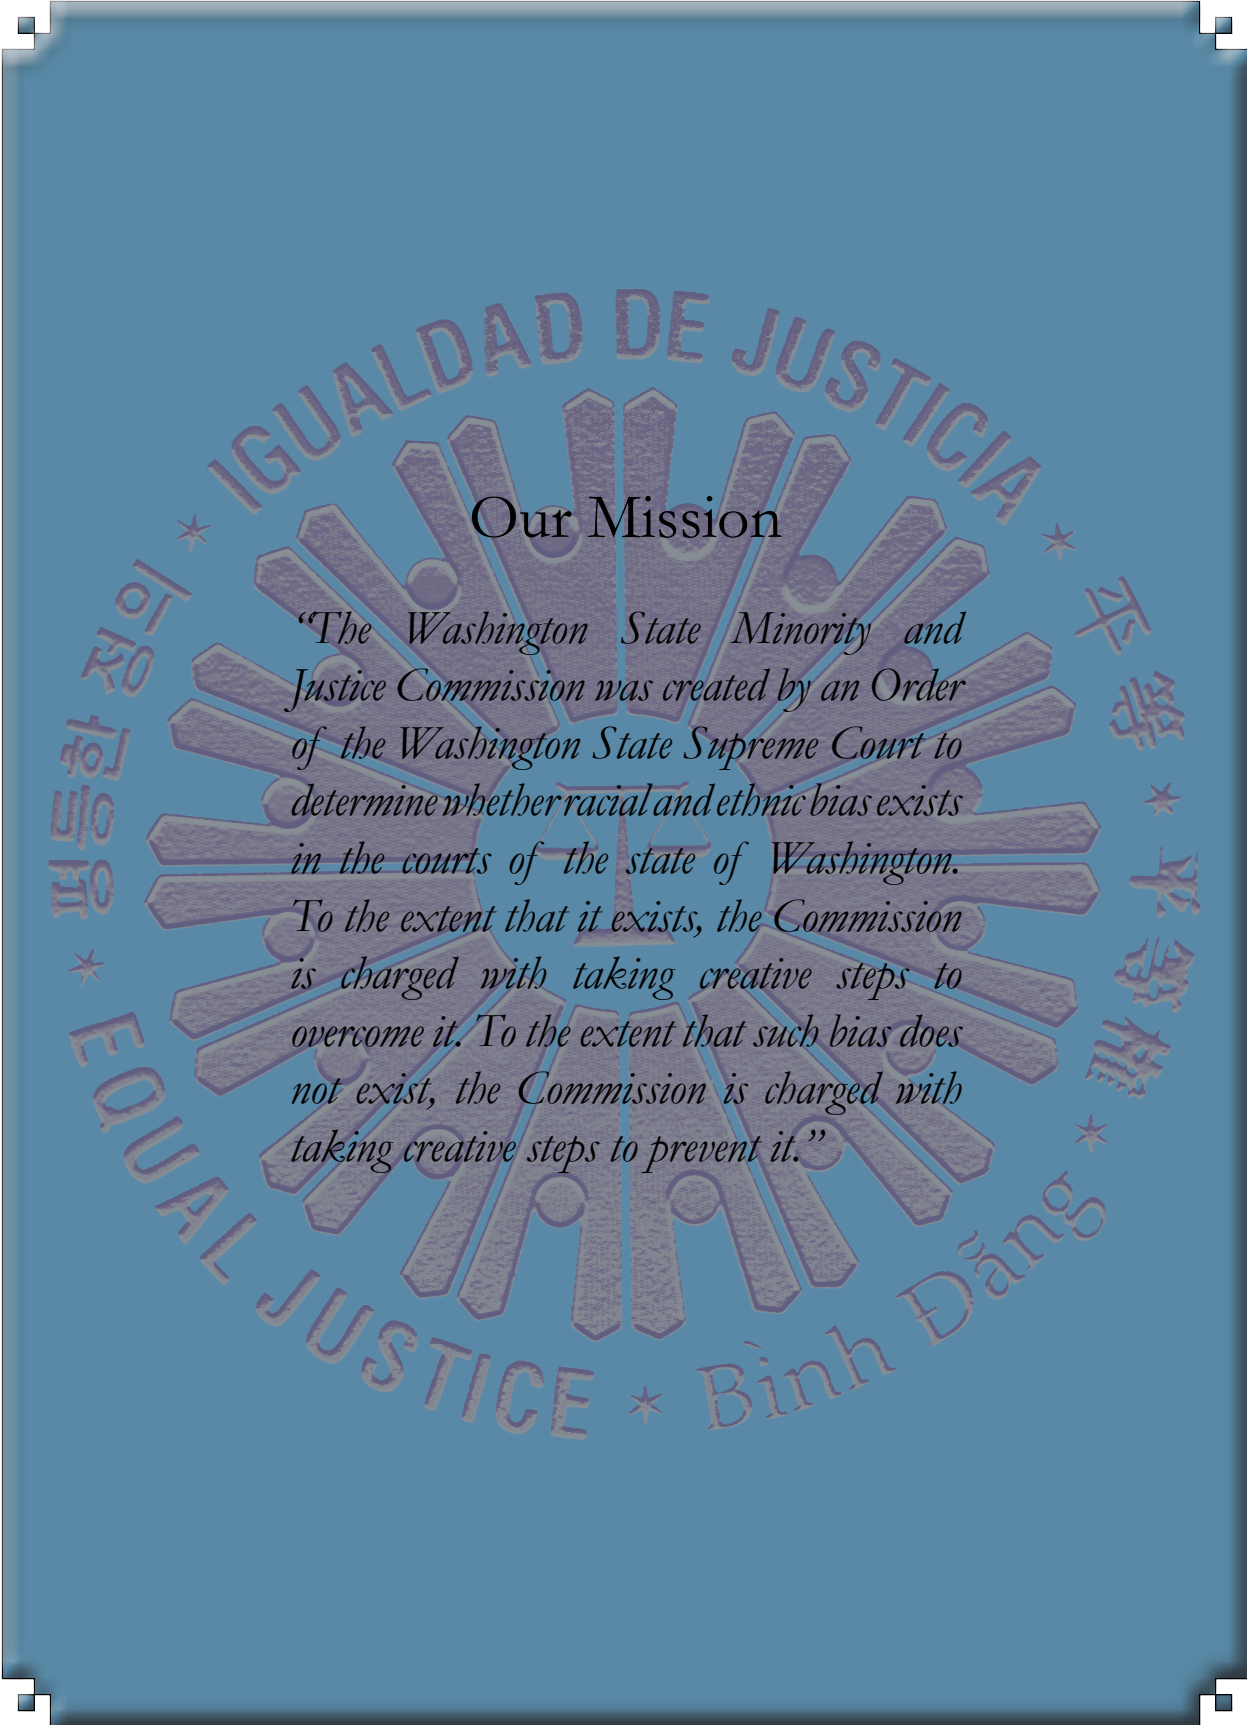 IGUALDAD DE JUSTICIA
평등한 정의
平等
平等權
EQUAL JUSTICE
Bình Đẵng
Our Mission
“The Washington State Minority and
Justice Commission was created by an Order
of the Washington State Supreme Court to
determine whether racial and ethnic bias exists
in the courts of the state of Washington.
To the extent that it exists, the Commission
is charged with taking creative steps to
overcome it. To the extent that such bias does
not exist, the Commission is charged with
taking creative steps to prevent it.”